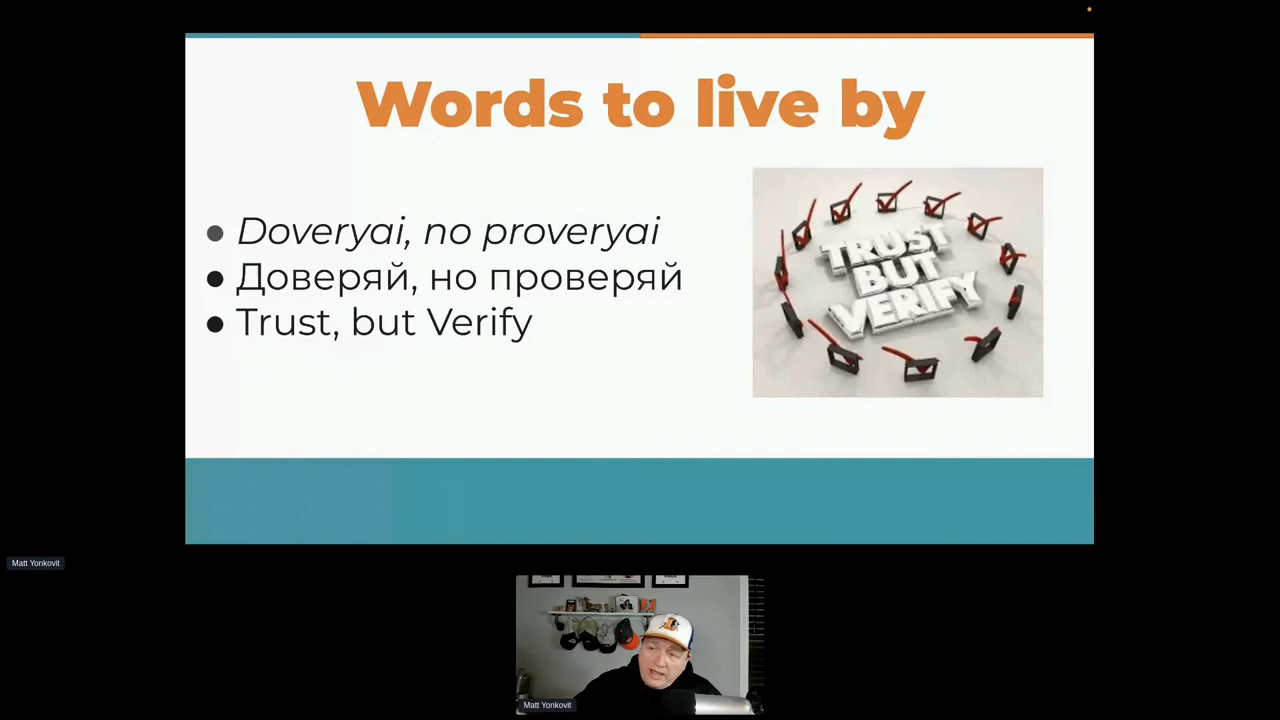 Words to live by
● Doveryai, no proveryai
● Доверяй, но проверяй
● Trust, but Verify
TRUST
BUT
VERIFY
Matt Yonkovit
Matt Yonkovit